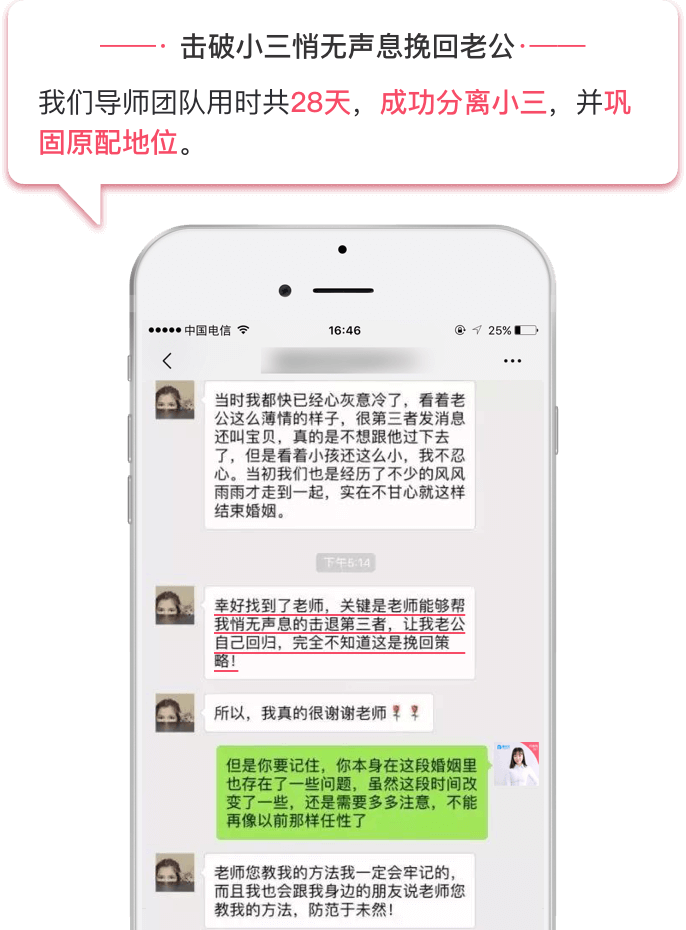 击破小三悄无声息挽回老公
我们导师团队用时共28天，成功分离小三，并巩
固原配地位。
中国电信
16:46
25%
当时我都快已经心灰意冷了，看着老
公这么薄情的样子，很第三者发消息
还叫宝贝，真的是不想跟他过下去
了，但是看着小孩还这么小，我不忍
心。当初我们也是经历了不少的风风
雨雨才走到一起，实在不甘心就这样
结束婚姻。
下午5:14
幸好找到了老师，关键是老师能够帮
我悄无声息的击退第三者，让我老公
自己回归，完全不知道这是挽回策
略！
所以，我真的很谢谢老师🌹🌹
但是你要记住，你本身在这段婚姻里
也存在了一些问题，虽然这段时间改
变了一些，还是需要多多注意，不能
再像以前那样任性了
老师您教我的方法我一定会牢记的，
而且我也会跟我身边的朋友说老师您
教我的方法，防范于未然！